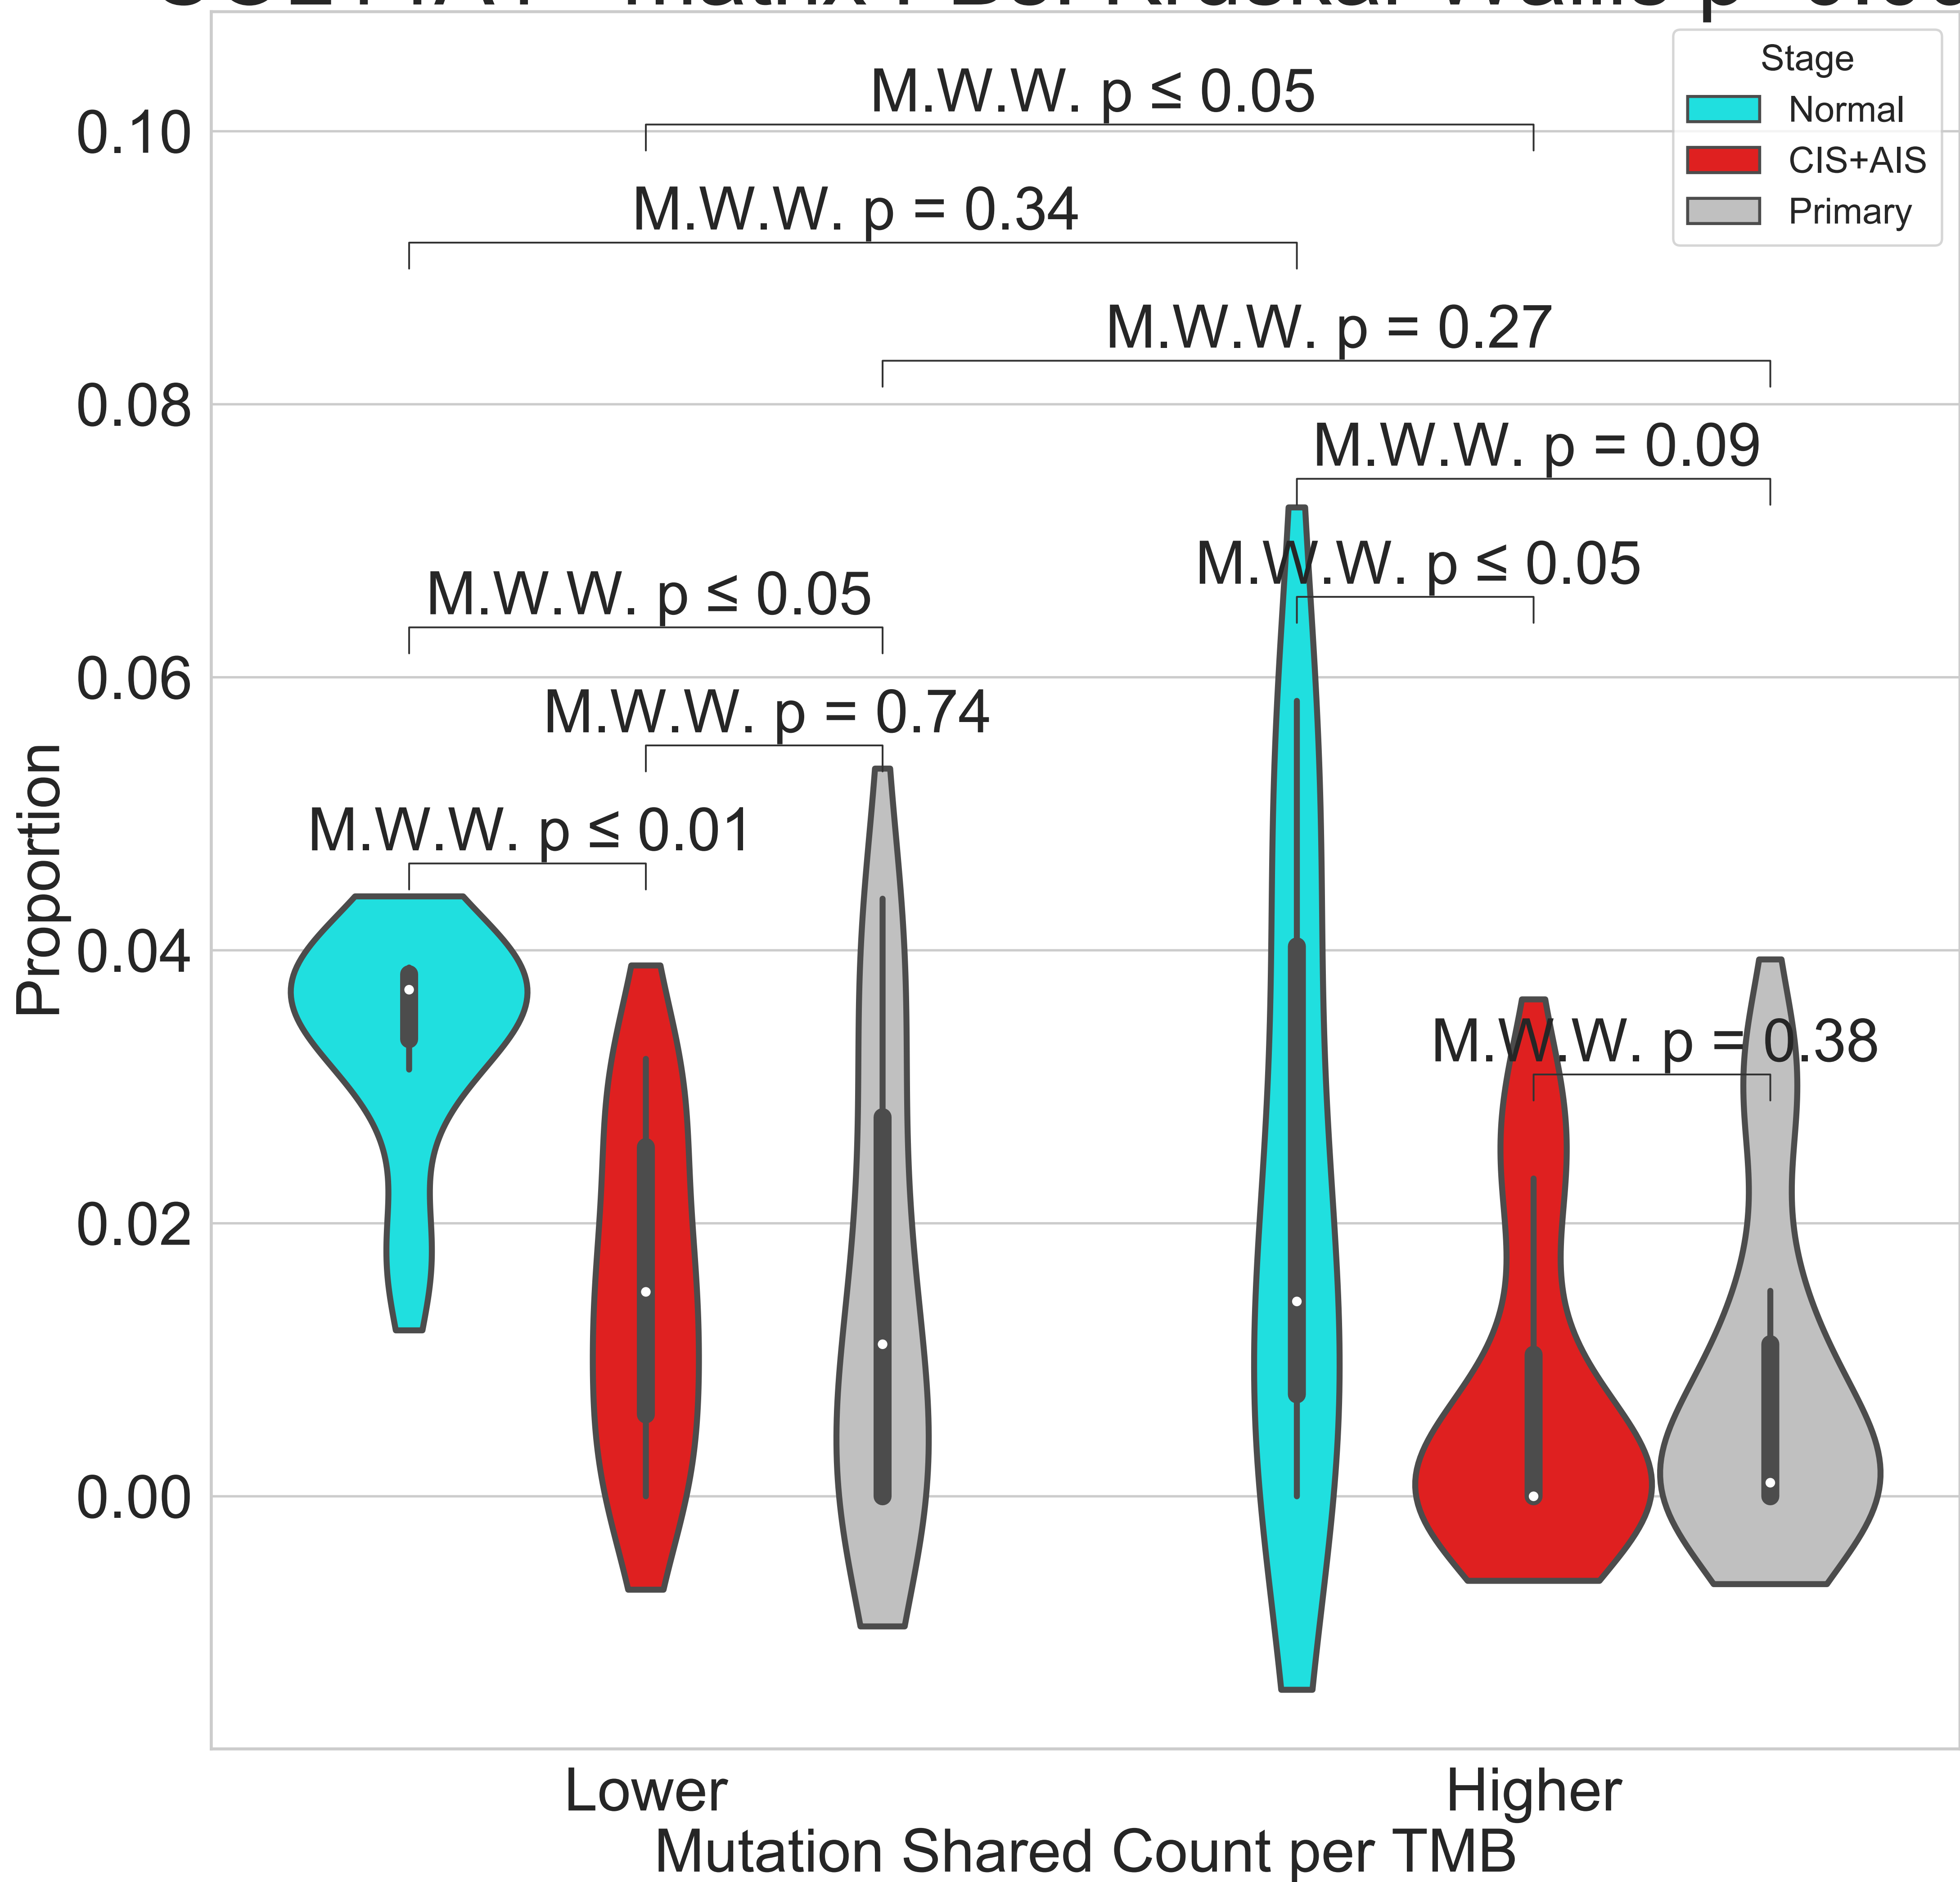 M.W.W. p ≤ 0.05
Stage
Normal
CIS+AIS
Primary
0.10
M.W.W. p = 0.34
M.W.W. p = 0.27
0.08
M.W.W. p = 0.09
M.W.W. p ≤ 0.05
M.W.W. p ≤ 0.05
0.06
M.W.W. p = 0.74
M.W.W. p ≤ 0.01
Proportion
0.04
M.W.W. p = 0.38
0.02
0.00
Lower
Higher
Mutation Shared Count per TMB